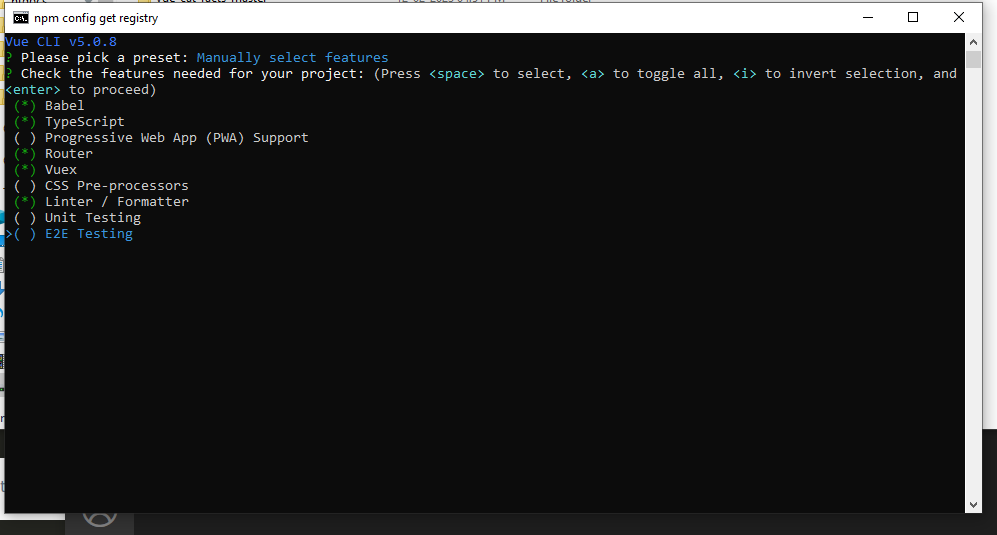 npm config get registry
Vue CLI v5.0.8
? Please pick a preset: Manually select features
? Check the features needed for your project: (Press <space> to select, <a> to toggle all, <i> to invert selection, and
<enter> to proceed)
(*) Babel
(*) TypeScript
( ) Progressive Web App (PWA) Support
(*) Router
(*) Vuex
( ) CSS Pre-processors
(*) Linter / Formatter
( ) Unit Testing
>( ) E2E Testing